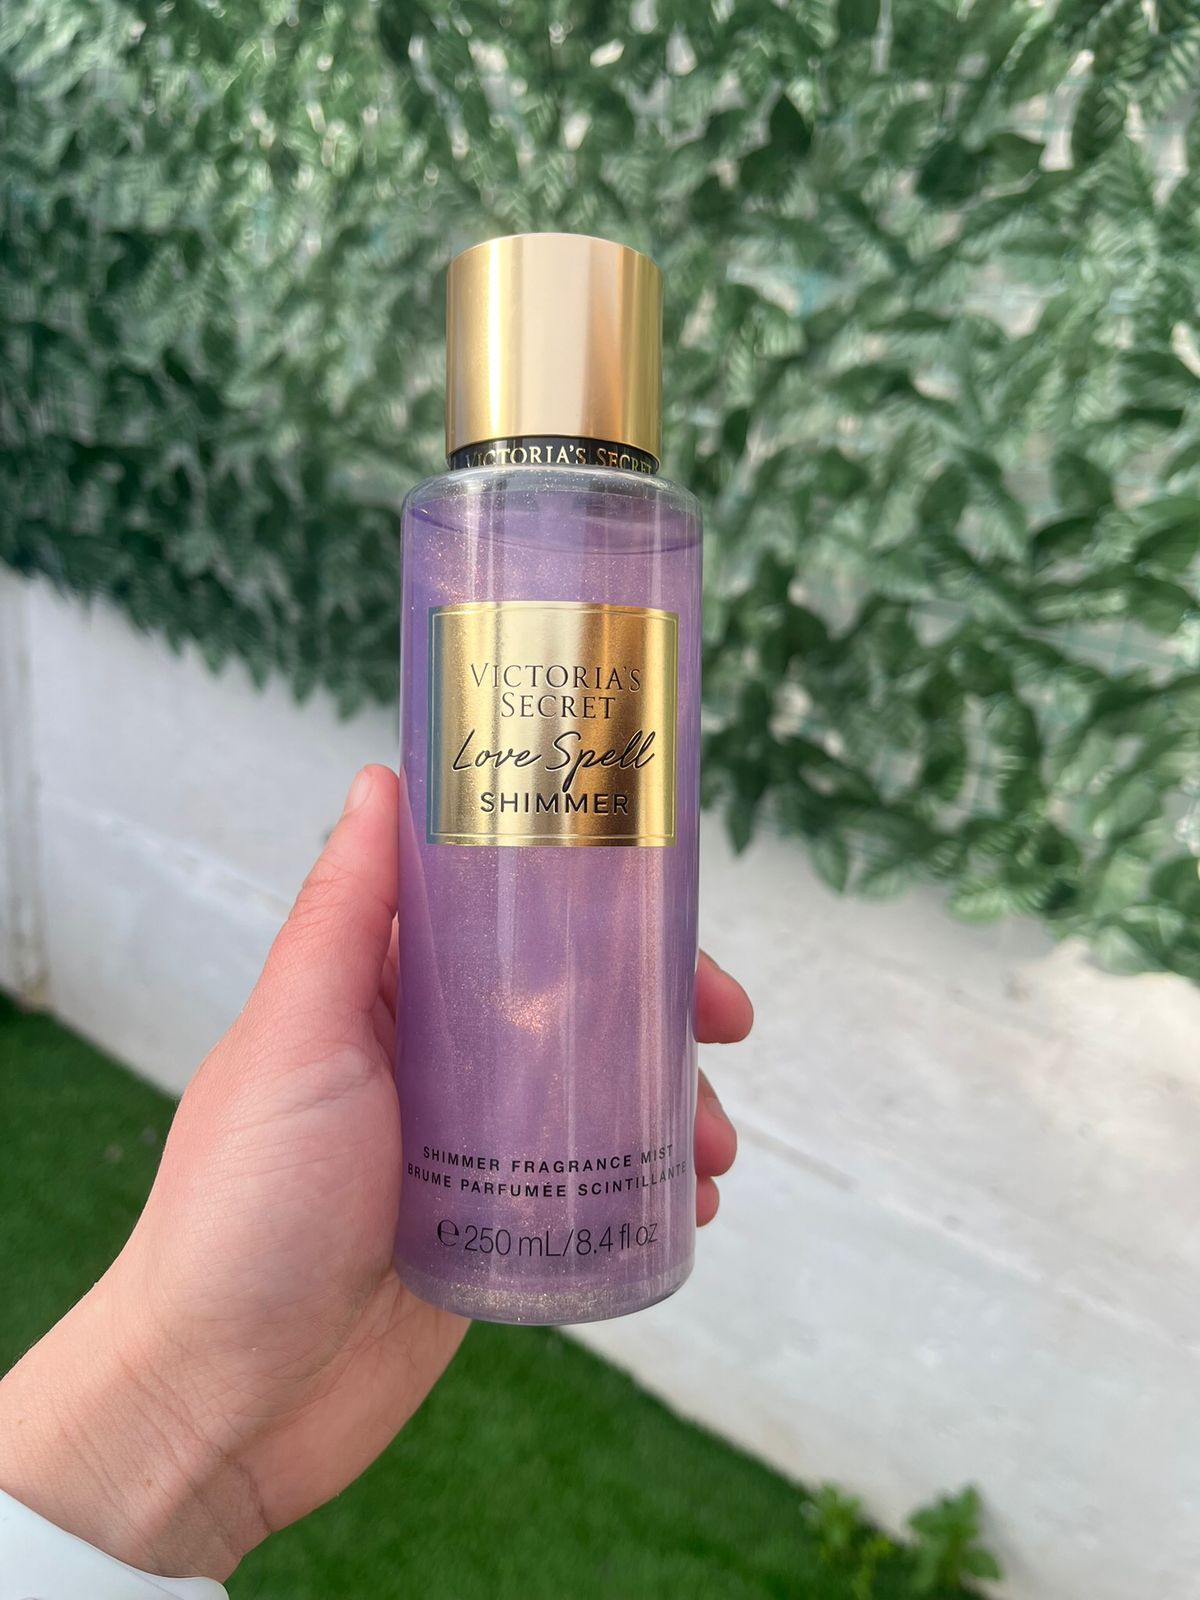 VICTORIA'S SECRET
VICTORIA'S
SECRET
Love Spell
SHIMMER
SHIMMER FRAGRANCE MIST
BRUME PARFUMÉE SCINTILLANTE
℮ 250 mL/8.4 fl oz